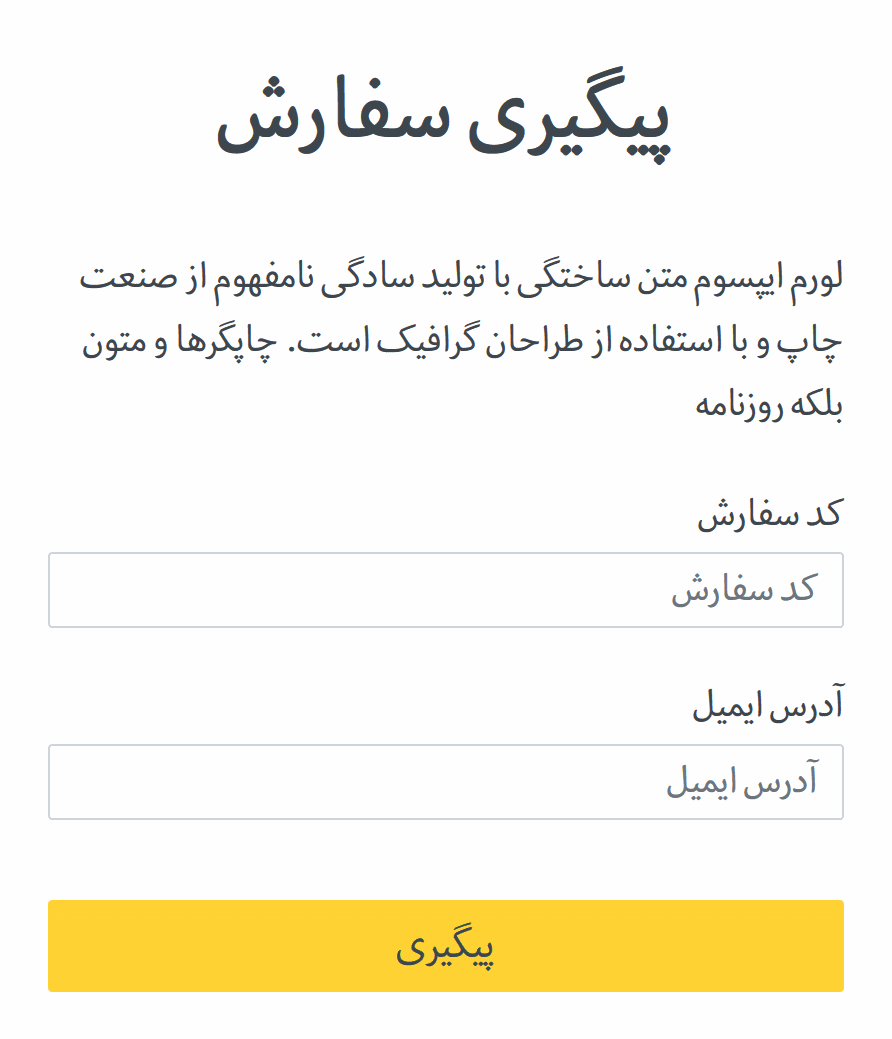 پیگیری سفارش
لورم ایپسوم متن ساختگی با تولید سادگی نامفهوم از صنعت
چاپ و با استفاده از طراحان گرافیک است. چاپگرها و متون
بلکه روزنامه
کد سفارش
کد سفارش
آدرس ایمیل
آدرس ایمیل
پیگیری